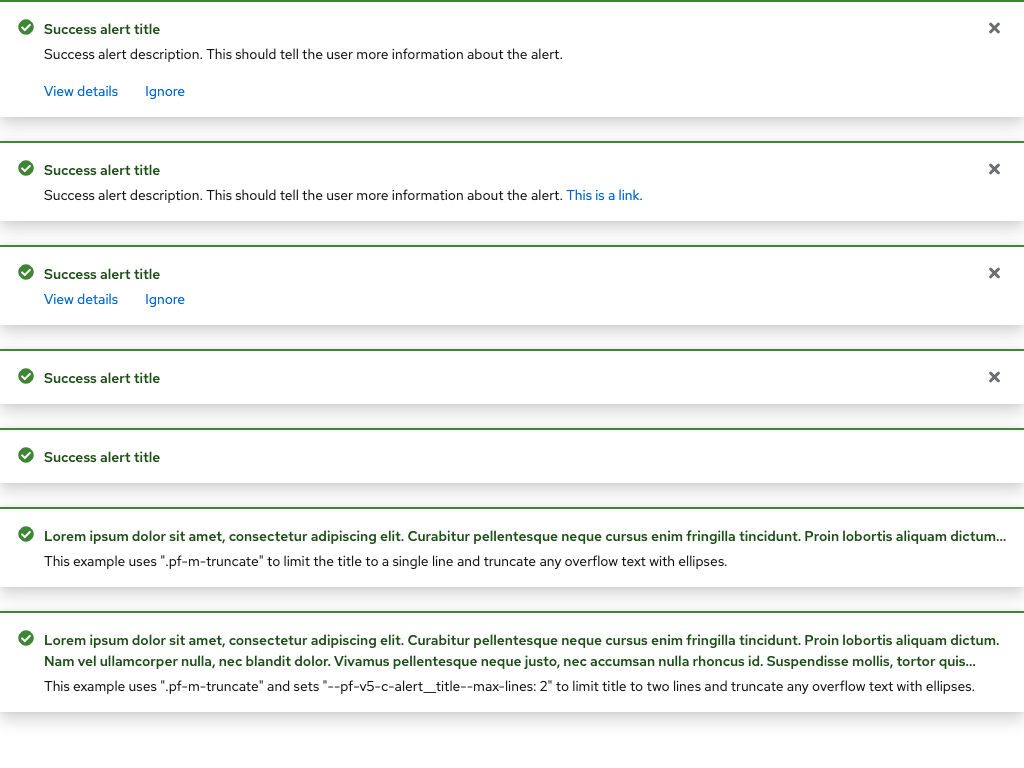 Success alert title
Success alert description. This should tell the user more information about the alert.
View details Ignore
Success alert title
Success alert description. This should tell the user more information about the alert. This is a link.
Success alert title
View details Ignore
Success alert title
Success alert title
Lorem ipsum dolor sit amet, consectetur adipiscing elit. Curabitur pellentesque neque cursus enim fringilla tincidunt. Proin lobortis aliquam dictum...
This example uses ".pf-m-truncate" to limit the title to a single line and truncate any overflow text with ellipses.
Lorem ipsum dolor sit amet, consectetur adipiscing elit. Curabitur pellentesque neque cursus enim fringilla tincidunt. Proin lobortis aliquam dictum.
Nam vel ullamcorper nulla, nec blandit dolor. Vivamus pellentesque neque justo, nec accumsan nulla rhoncus id. Suspendisse mollis, tortor quis...
This example uses ".pf-m-truncate" and sets "--pf-v5-c-alert__title--max-lines: 2" to limit title to two lines and truncate any overflow text with ellipses.